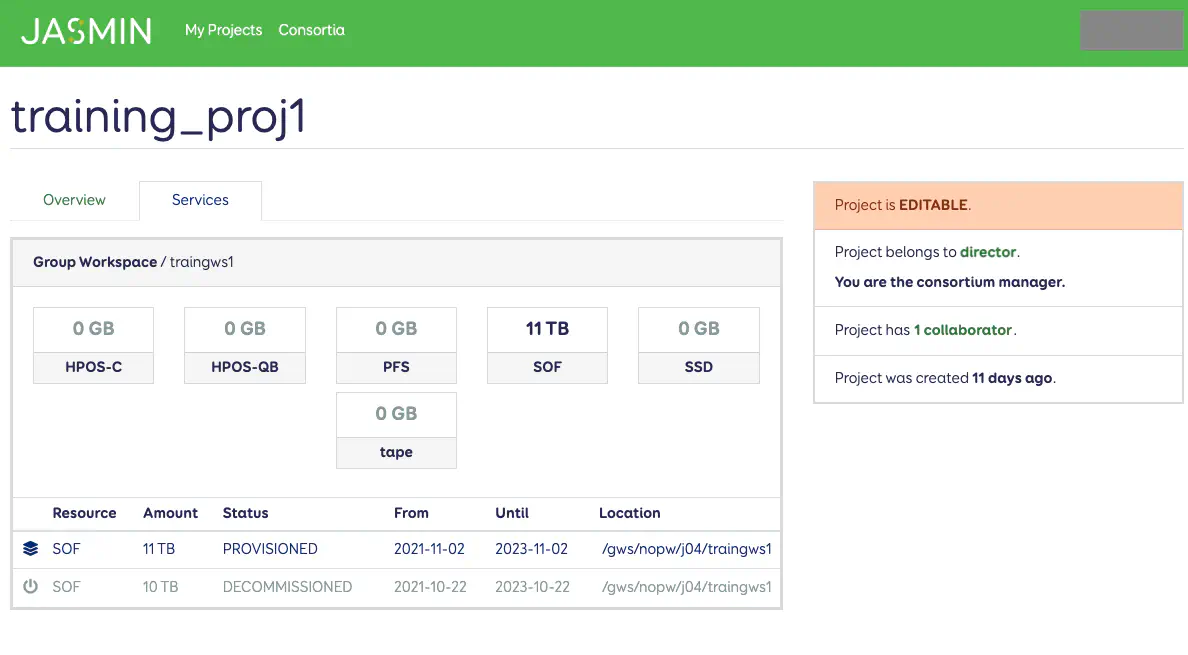 JASMIN My Projects Consortia
training_proj1
Overview Services
Group Workspace / traingws1
0 GB 0 GB 0 GB 11 TB 0 GB
HPOS-C HPOS-QB PFS SOF SSD
0 GB
tape
Resource Amount Status From Until Location
SOF 11 TB PROVISIONED 2021-11-02 2023-11-02 /gws/nopw/j04/traingws1
SOF 10 TB DECOMMISSIONED 2021-10-22 2023-10-22 /gws/nopw/j04/traingws1
Project is EDITABLE.
Project belongs to director.
You are the consortium manager.
Project has 1 collaborator.
Project was created 11 days ago.